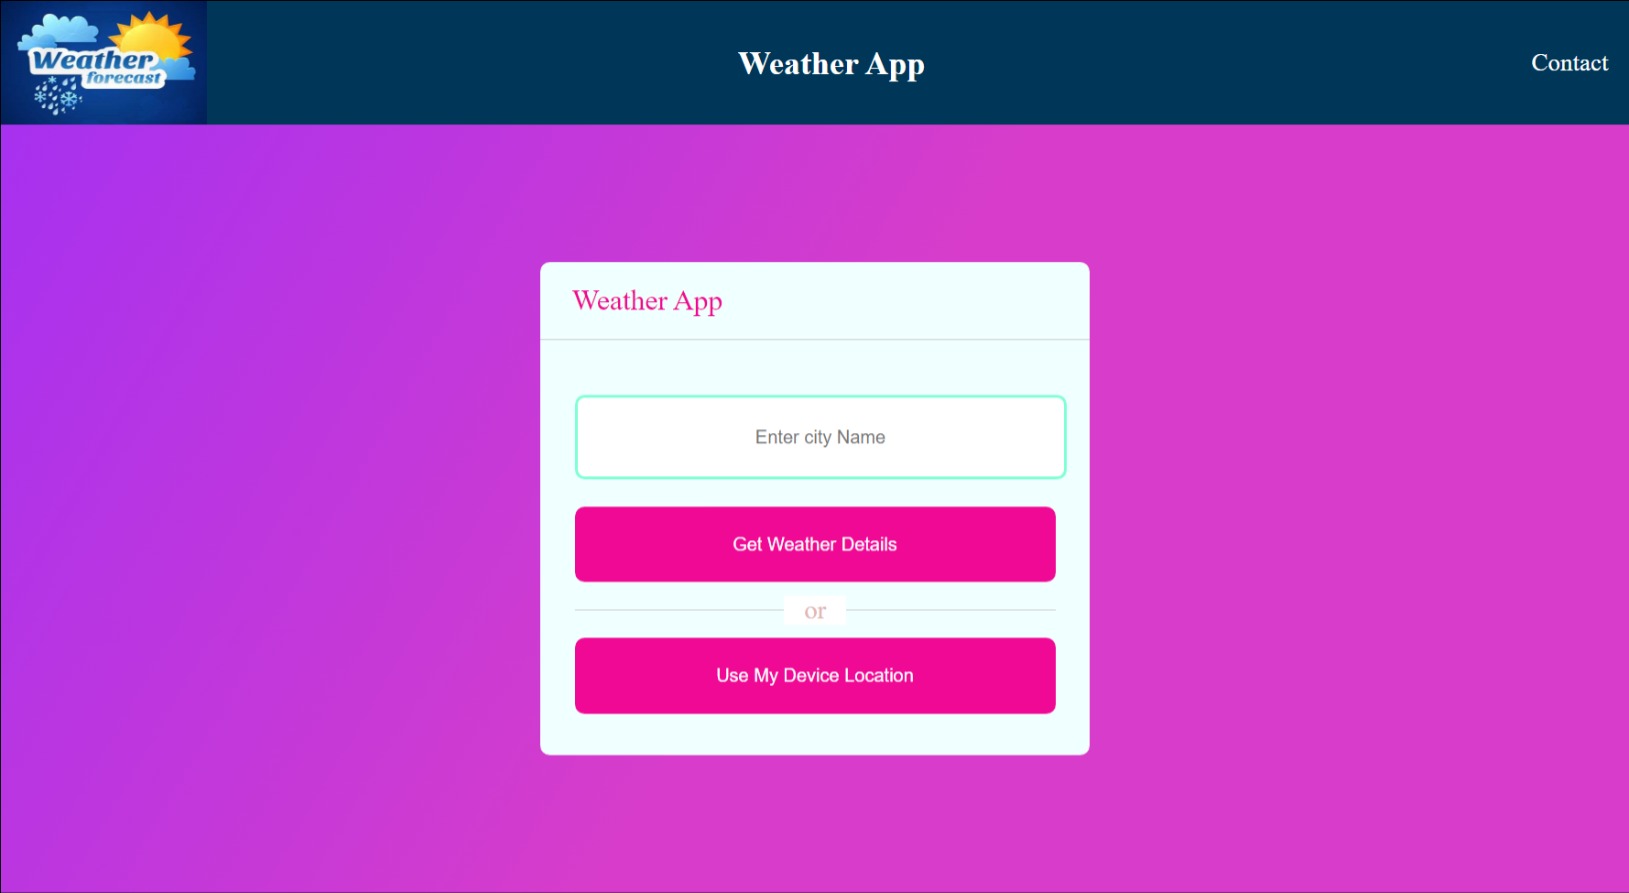 Weather
forecast
Weather App
Contact
Weather App
Enter city Name
Get Weather Details
or
Use My Device Location